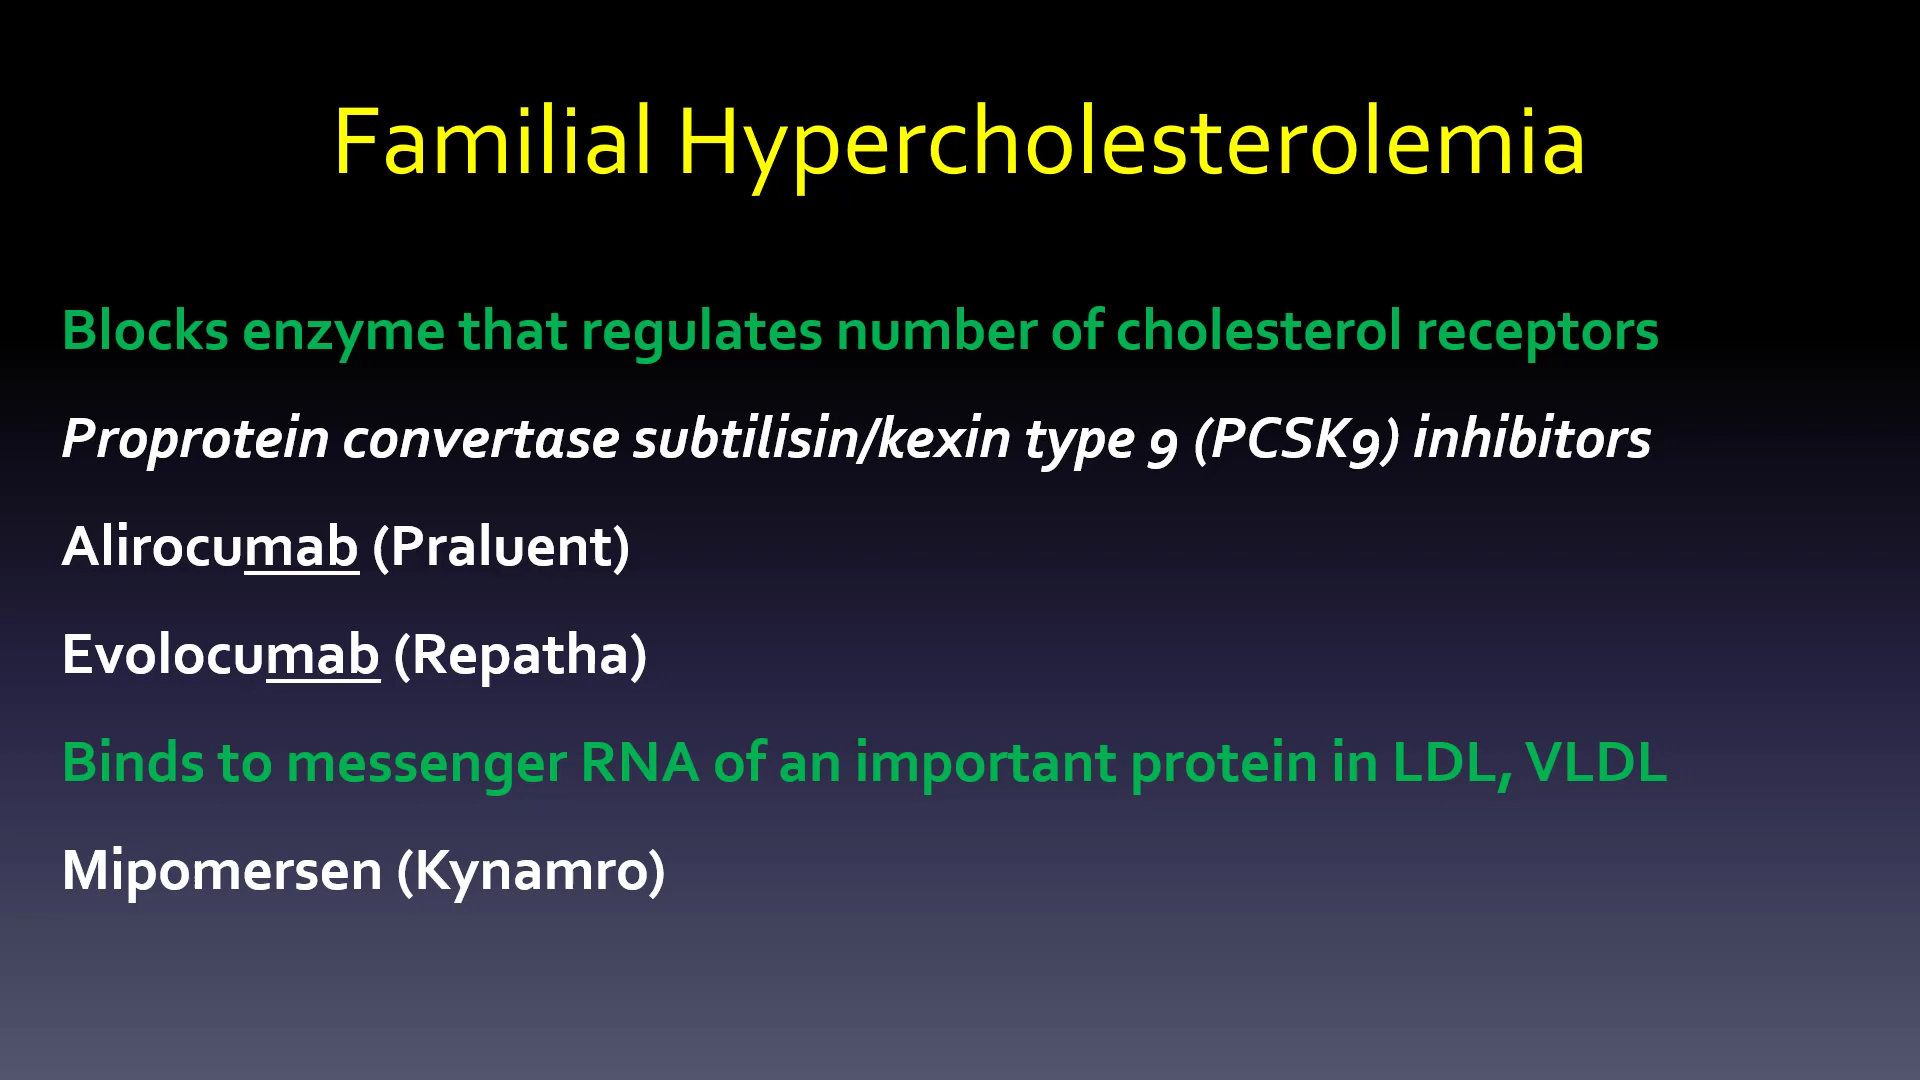 Familial Hypercholesterolemia
Blocks enzyme that regulates number of cholesterol receptors
Proprotein convertase subtilisin/kexin type 9 (PCSK9) inhibitors
Alirocumab (Praluent)
Evolocumab (Repatha)
Binds to messenger RNA of an important protein in LDL, VLDL
Mipomersen (Kynamro)